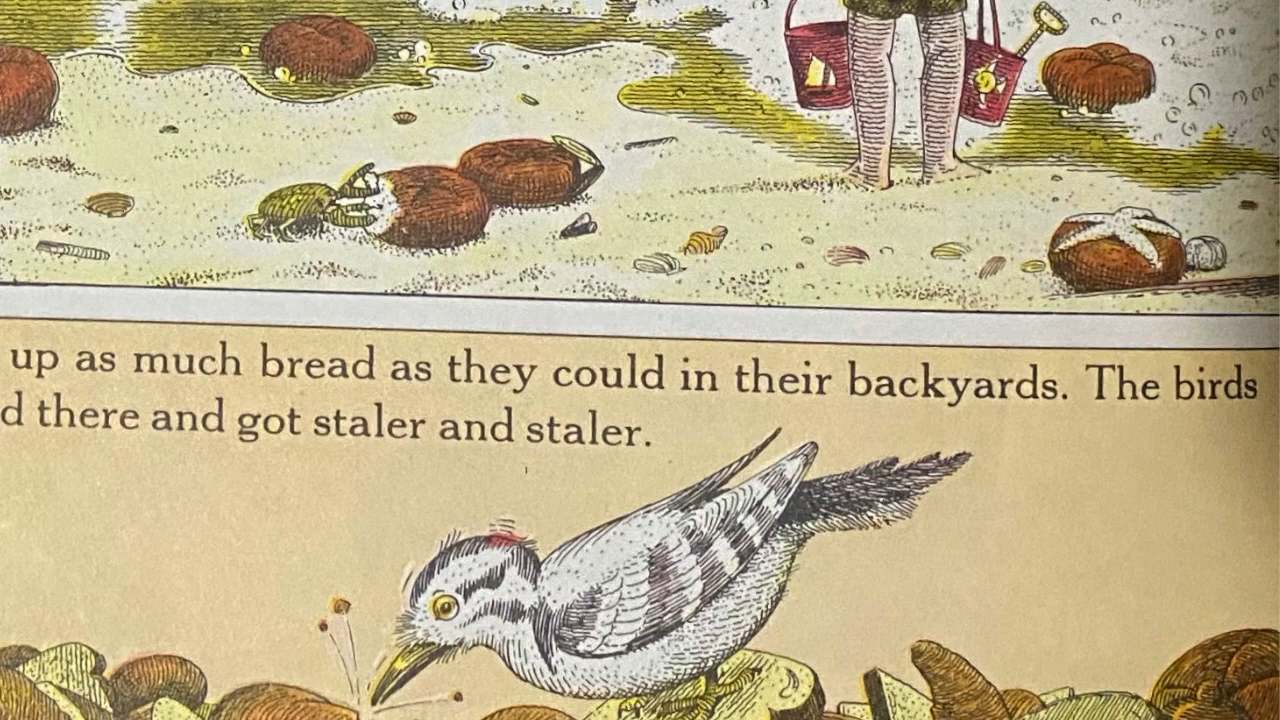 up as much bread as they could in their backyards. The birds
d there and got staler and staler.